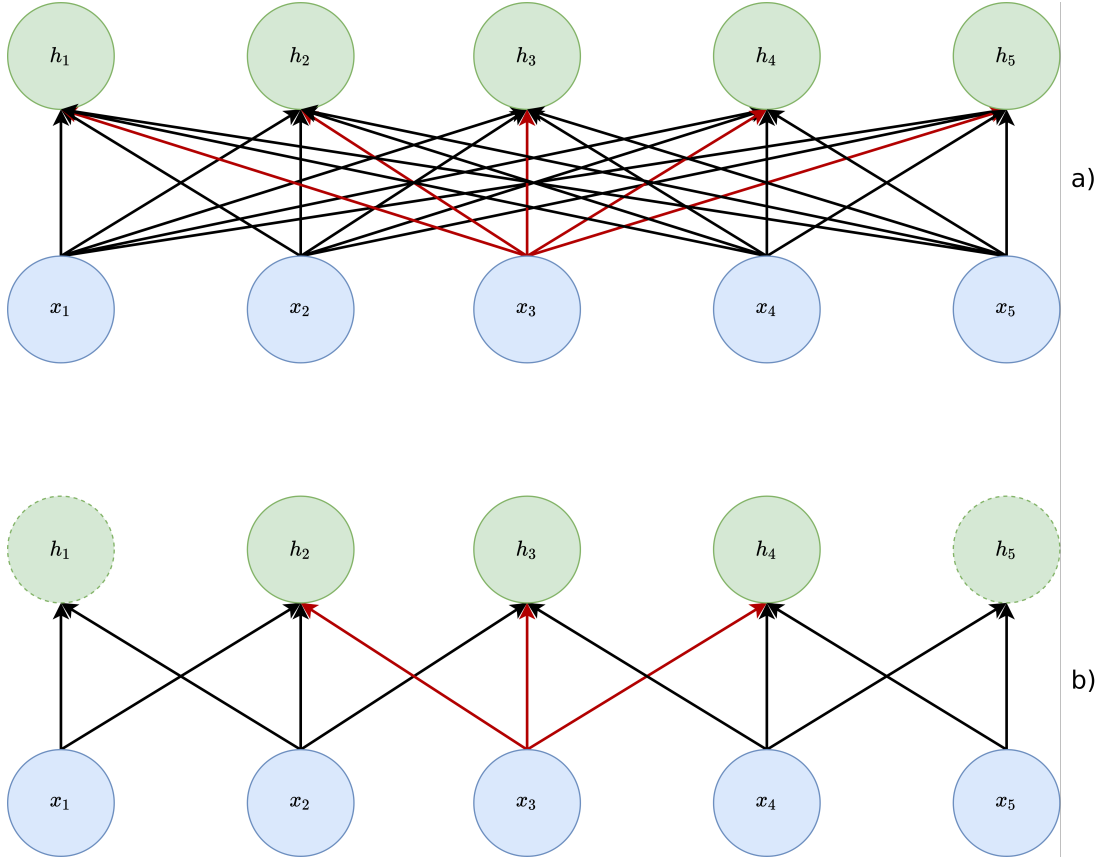 h₁ h₂ h₃ h₄ h₅
a)
x₁ x₂ x₃ x₄ x₅
h₁ h₂ h₃ h₄ h₅
b)
x₁ x₂ x₃ x₄ x₅